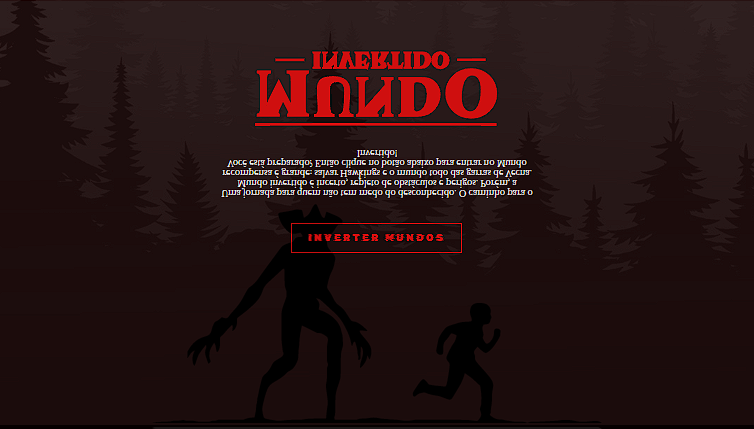 MUNDO
INVERTIDO
Uma jornada para quem não tem medo do desconhecido. O caminho para o
Mundo invertido é incerto, repleto de obstáculos e perigos. Porém, a
recompensa é grande: salvar Hawkings e o mundo todo das garras de Vecna.
Você está preparado? Então clique no botão abaixo para entrar no Mundo
Invertido!
INVERTER MUNDOS